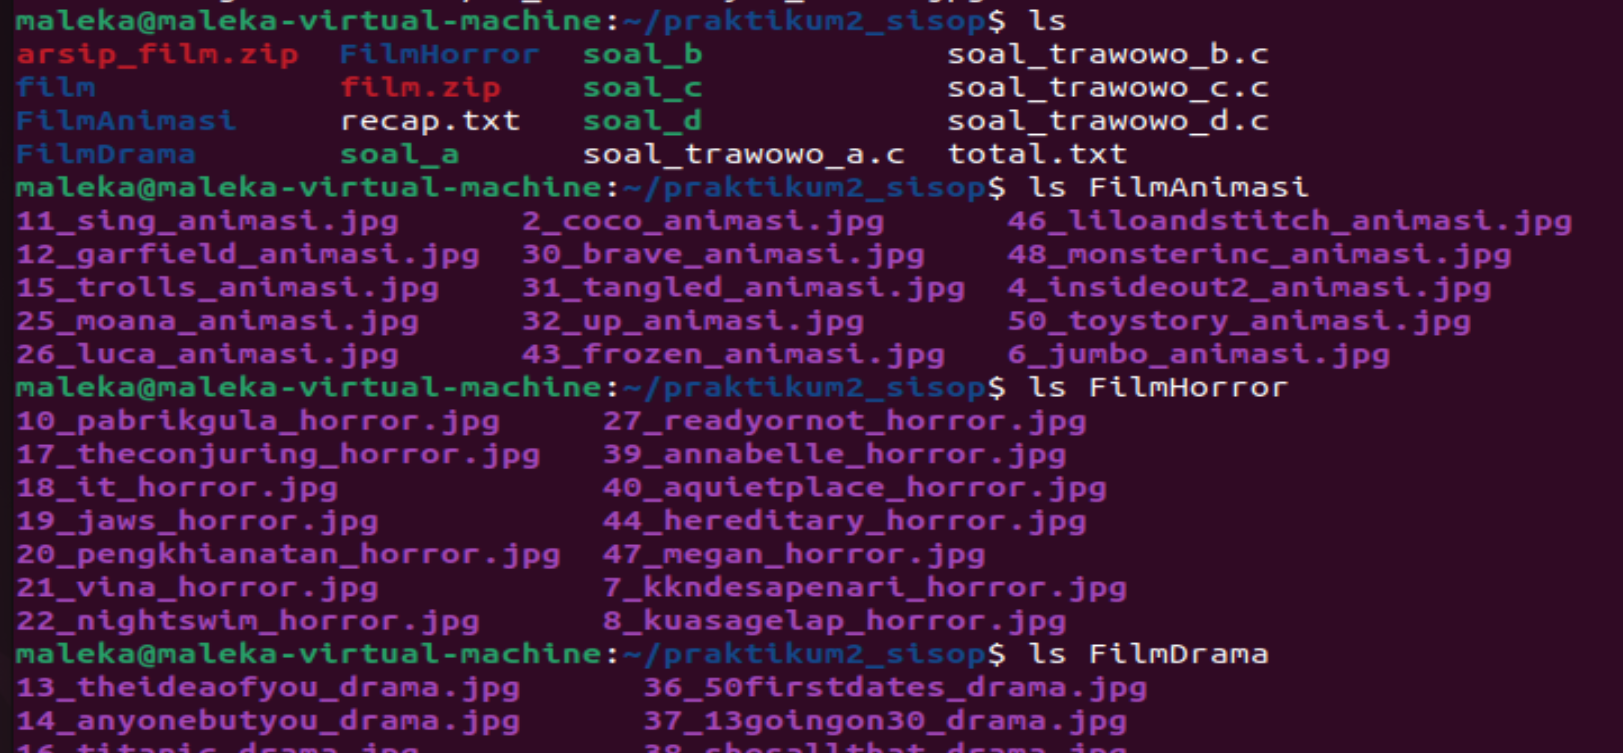 maleka@maleka-virtual-machine:~/praktikum2_sisop$ ls
arsip_film.zip FilmHorror soal_b soal_trawowo_b.c
film film.zip soal_c soal_trawowo_c.c
FilmAnimasi recap.txt soal_d soal_trawowo_d.c
FilmDrama soal_a soal_trawowo_a.c total.txt
maleka@maleka-virtual-machine:~/praktikum2_sisop$ ls FilmAnimasi
11_sing_animasi.jpg 2_coco_animasi.jpg 46_liloandstitch_animasi.jpg
12_garfield_animasi.jpg 30_brave_animasi.jpg 48_monsterinc_animasi.jpg
15_trolls_animasi.jpg 31_tangled_animasi.jpg 4_insideout2_animasi.jpg
25_moana_animasi.jpg 32_up_animasi.jpg 50_toystory_animasi.jpg
26_luca_animasi.jpg 43_frozen_animasi.jpg 6_jumbo_animasi.jpg
maleka@maleka-virtual-machine:~/praktikum2_sisop$ ls FilmHorror
10_pabrikgula_horror.jpg 27_readyornot_horror.jpg
17_theconjuring_horror.jpg 39_annabelle_horror.jpg
18_it_horror.jpg 40_aquietplace_horror.jpg
19_jaws_horror.jpg 44_hereditary_horror.jpg
20_pengkhianatan_horror.jpg 47_megan_horror.jpg
21_vina_horror.jpg 7_kkndesapenari_horror.jpg
22_nightswim_horror.jpg 8_kuasagelap_horror.jpg
maleka@maleka-virtual-machine:~/praktikum2_sisop$ ls FilmDrama
13_theideaofyou_drama.jpg 36_50firstdates_drama.jpg
14_anyonebutyou_drama.jpg 37_13goingon30_drama.jpg
16_titanic_drama.jpg 38_shesallthat_drama.jpg